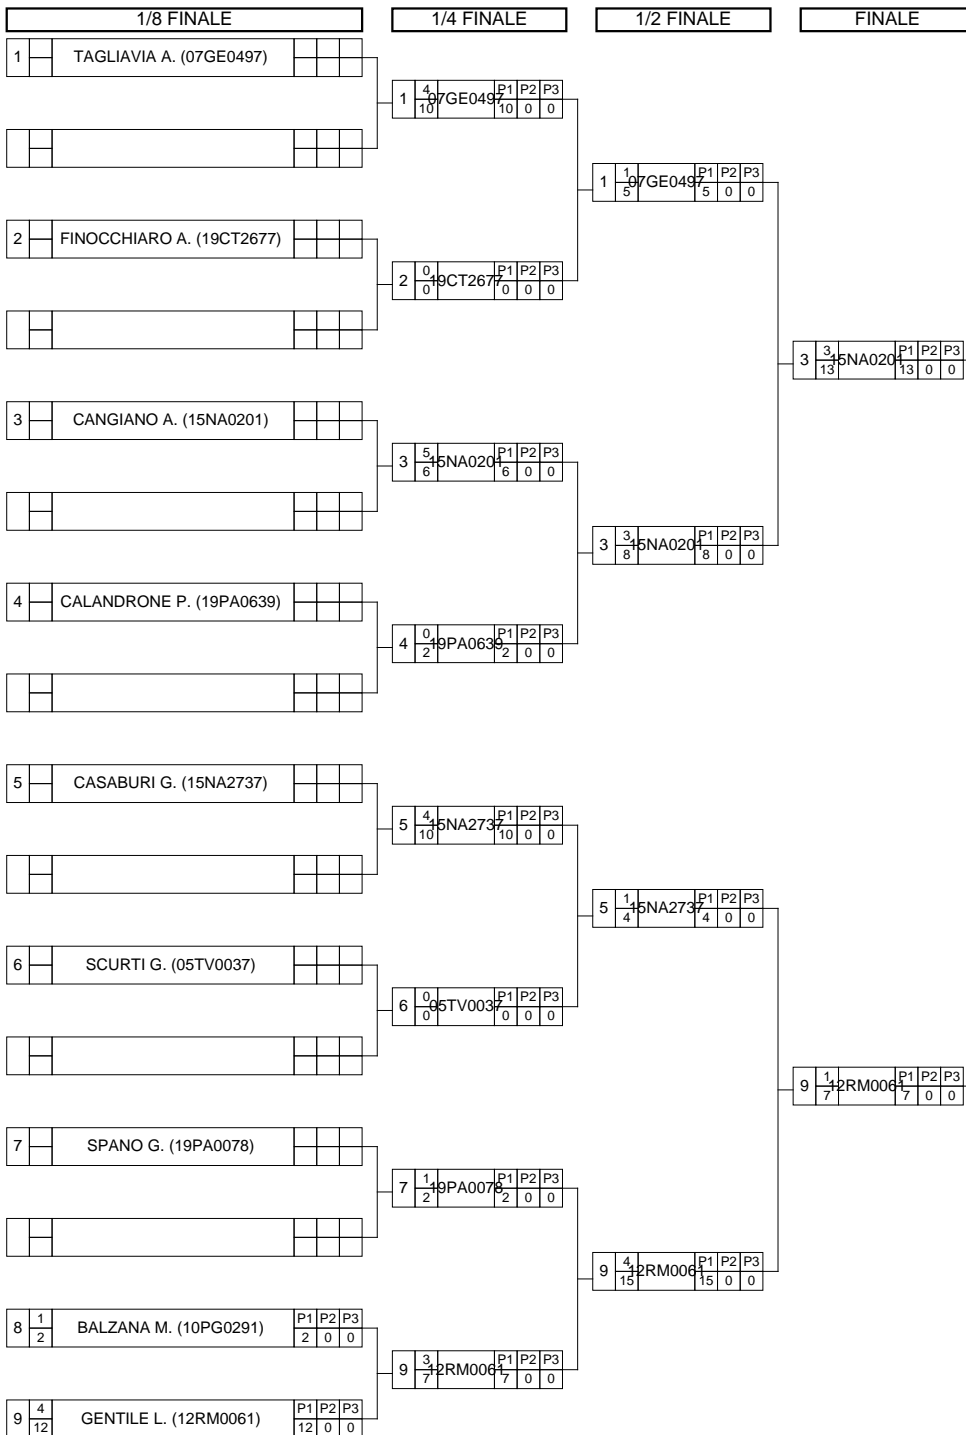 1/8 FINALE 1/4 FINALE 1/2 FINALE FINALE
1 TAGLIAVIA A. (07GE0497)
1 4 10 07GE0497 P1 P2 P3 10 0 0
1 1 5 07GE0497 P1 P2 P3 5 0 0
2 FINOCCHIARO A. (19CT2677)
2 0 0 19CT2677 P1 P2 P3 0 0 0
3 3 13 15NA0201 P1 P2 P3 13 0 0
3 CANGIANO A. (15NA0201)
3 5 6 15NA0201 P1 P2 P3 6 0 0
3 3 8 15NA0201 P1 P2 P3 8 0 0
4 CALANDRONE P. (19PA0639)
4 0 2 19PA0639 P1 P2 P3 2 0 0
5 CASABURI G. (15NA2737)
5 4 10 15NA2737 P1 P2 P3 10 0 0
5 1 4 15NA2737 P1 P2 P3 4 0 0
6 SCURTI G. (05TV0037)
6 0 0 05TV0037 P1 P2 P3 0 0 0
9 1 7 12RM0061 P1 P2 P3 7 0 0
7 SPANO G. (19PA0078)
7 1 2 19PA0078 P1 P2 P3 2 0 0
9 4 15 12RM0061 P1 P2 P3 15 0 0
8 1 2 BALZANA M. (10PG0291) P1 P2 P3 2 0 0
9 3 7 12RM0061 P1 P2 P3 7 0 0
9 4 12 GENTILE L. (12RM0061) P1 P2 P3 12 0 0